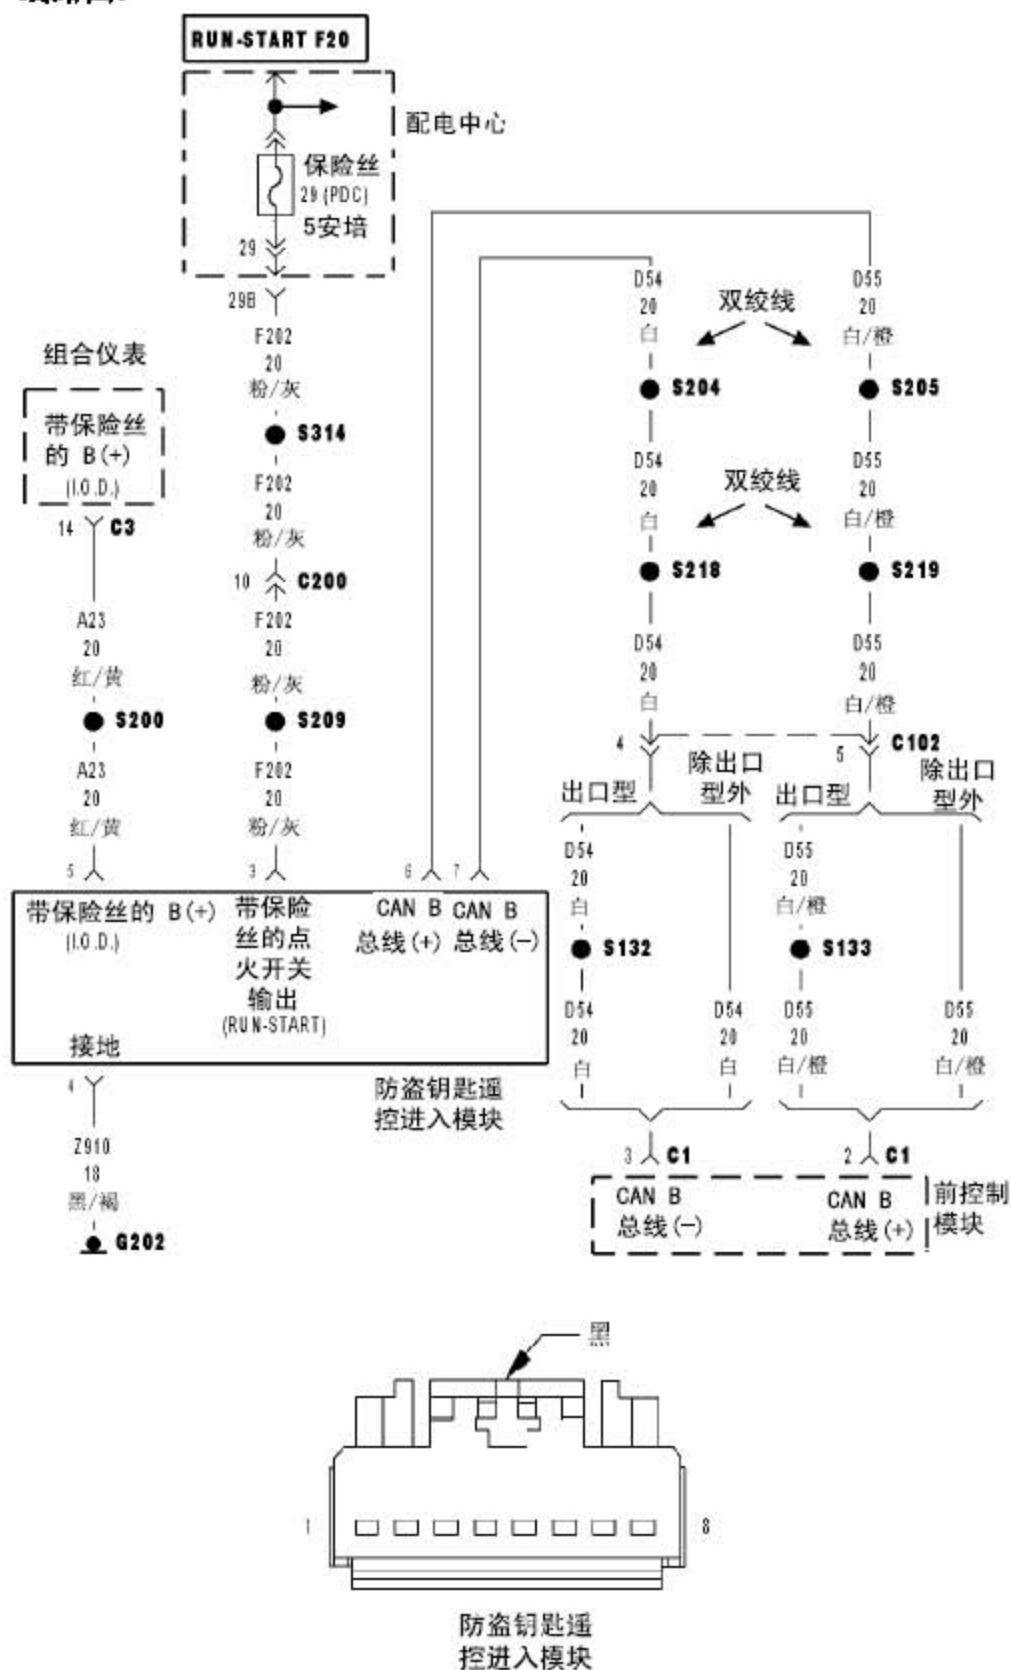 RUN-START F20
配电中心
保险丝
29 (PDC)
5安培
29
29B
F202
20
粉/灰
S314
F202
20
粉/灰
10
C200
F202
20
粉/灰
S209
F202
20
粉/灰
3
组合仪表
带保险丝
的 B(+)
(I.O.D.)
14
C3
A23
20
红/黄
S200
A23
20
红/黄
5
D54
20
白
双绞线
D55
20
白/橙
S204
S205
D54
20
白
双绞线
D55
20
白/橙
S218
S219
D54
20
白
D55
20
白/橙
4
5
C102
出口型
除出口
型外
出口型
除出口
型外
D54
20
白
D55
20
白/橙
S132
S133
D54
20
白
D54
20
白
D55
20
白/橙
D55
20
白/橙
3
C1
2
C1
CAN B
总线(-)
CAN B
总线(+)
前控制
模块
6
7
带保险丝的 B(+)
(I.O.D.)
带保险
丝的点
火开关
输出
(RUN-START)
CAN B
总线(+)
CAN B
总线(-)
接地
防盗钥匙遥
控进入模块
4
Z910
18
黑/褐
G202
黑
1
8
防盗钥匙遥
控进入模块